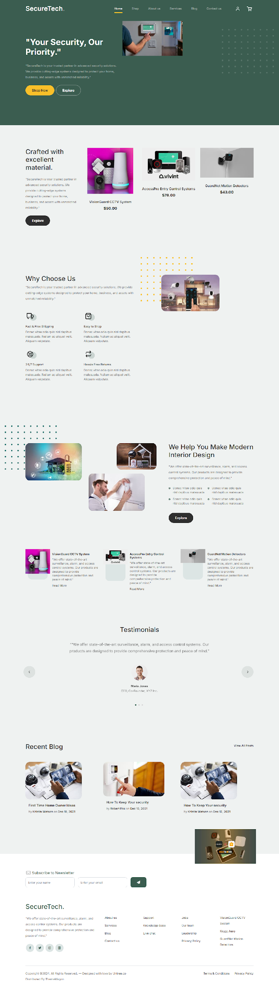 SecureTech.
Home Shop About us Services Blog Contact us
"Your Security, Our
Priority."
"SecureTech is your trusted partner in advanced security solutions.
We provide cutting-edge systems designed to protect your home,
business, and assets with unmatched reliability."
Shop Now Explore
Crafted with
excellent
material.
"SecureTech is your trusted partner in
advanced security solutions. We
provide cutting-edge systems
designed to protect your home,
business, and assets with unmatched
reliability."
Explore
VisionGuard CCTV System
$50.00
vivint
AccessPro Entry Control Systems
$78.00
GuardNet Motion Detectors
$43.00
Why Choose Us
"SecureTech is your trusted partner in advanced security solutions. We provide
cutting-edge systems designed to protect your home, business, and assets with
unmatched reliability."
Fast & Free Shipping
Donec vitae odio quis nisl dapibus
malesuada. Nullam ac aliquet velit.
Aliquam vulputate.
Easy to Shop
Donec vitae odio quis nisl dapibus
malesuada. Nullam ac aliquet velit.
Aliquam vulputate.
24/7 Support
Donec vitae odio quis nisl dapibus
malesuada. Nullam ac aliquet velit.
Aliquam vulputate.
Hassle Free Returns
Donec vitae odio quis nisl dapibus
malesuada. Nullam ac aliquet velit.
Aliquam vulputate.
We Help You Make Modern
Interior Design
"We offer state-of-the-art surveillance, alarm, and access
control systems. Our products are designed to provide
comprehensive protection and peace of mind."
Donec vitae odio quis
nisl dapibus malesuada
Donec vitae odio quis
nisl dapibus malesuada
Donec vitae odio quis
nisl dapibus malesuada
Donec vitae odio quis
nisl dapibus malesuada
Explore
VisionGuard CCTV System
"We offer state-of-the-art
surveillance, alarm, and access
control systems. Our products are
designed to provide
comprehensive protection and
peace of mind."
Read More
vivint
AccessPro Entry Control
Systems
"We offer state-of-the-art
surveillance, alarm, and access
control systems. Our products are
designed to provide
comprehensive protection and
peace of mind."
Read More
GuardNet Motion Detectors
"We offer state-of-the-art
surveillance, alarm, and access
control systems. Our products are
designed to provide
comprehensive protection and
peace of mind."
Read More
Testimonials
“"We offer state-of-the-art surveillance, alarm, and access control systems. Our
products are designed to provide comprehensive protection and peace of mind."
Maria Jones
CEO, Co-Founder, XYZ Inc.
Recent Blog
View All Posts
First Time Home Owner Ideas
by Kristin Watson on Dec 19, 2021
How To Keep Your security
by Robert Fox on Dec 15, 2021
How To Keep Your security
by Kristin Watson on Dec 12, 2021
Subscribe to Newsletter
Enter your name
Enter your email
SecureTech.
"We offer state-of-the-art surveillance, alarm, and
access control systems. Our products are
designed to provide comprehensive protection and
peace of mind."
About us
Services
Blog
Contact us
Support
Knowledge base
Live chat
Jobs
Our team
Leadership
Privacy Policy
VisionGuard CCTV
System
Kruzo Aero
GuardNet Motion
Detectors
Copyright ©2024. All Rights Reserved. — Designed with love by Untree.co
Distributed By ThemeWagon
Terms & Conditions Privacy Policy